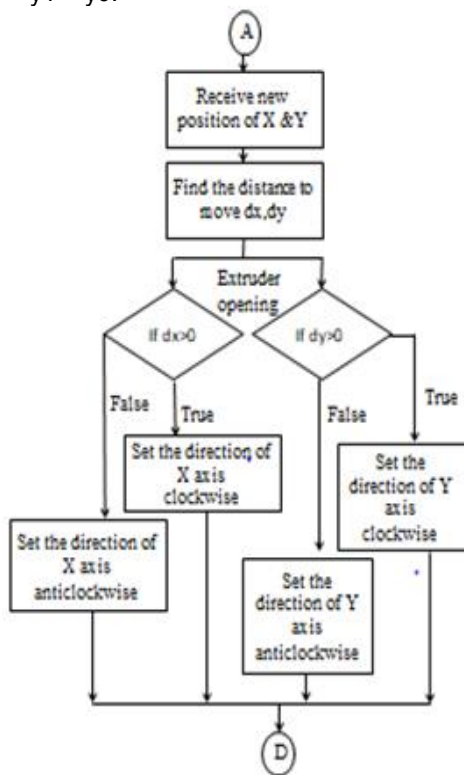 A
Receive new
position of X &Y
Find the distance to
move dx,dy
Extruder
opening
If dx>0
If dy>0
False
True
False
True
Set the direction of
X axis
clockwise
Set the
direction of Y
axis
clockwise
Set the direction of
X axis
anticlockwise
Set the
direction of Y
axis
anticlockwise
D